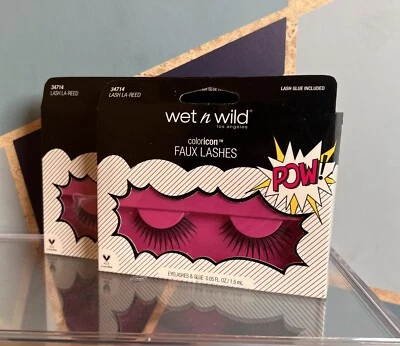 34714
LASH LA-REED
34714
LASH LA-REED
LASH GLUE INCLUDED
wet n wild
los angeles
coloricon™
FAUX LASHES
POW!!
EYELASHES & GLUE 0.05 FL OZ / 1.5 mL